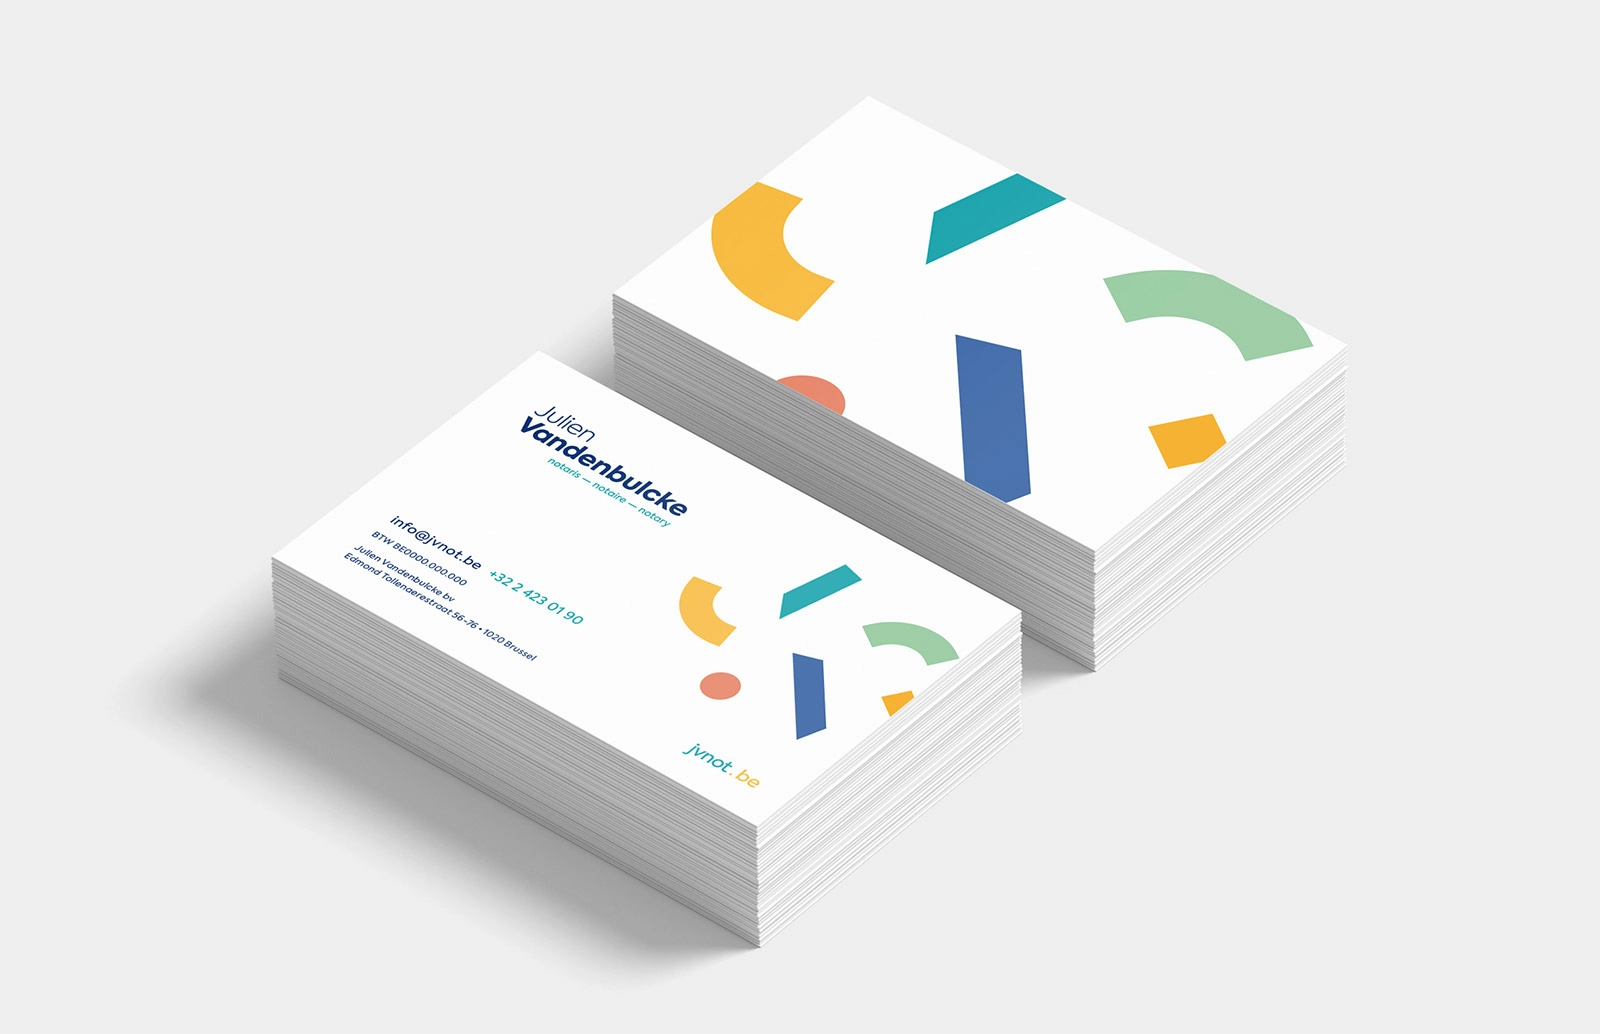 Julien
Vandenbulcke
notaris — notaire — notary
info@jvnot.be
+32 2 423 01 90
BTW BE0000.000.000
Julien Vandenbulcke bv
Edmond Tollenaerestraat 56-76 • 1020 Brussel
jvnot.be